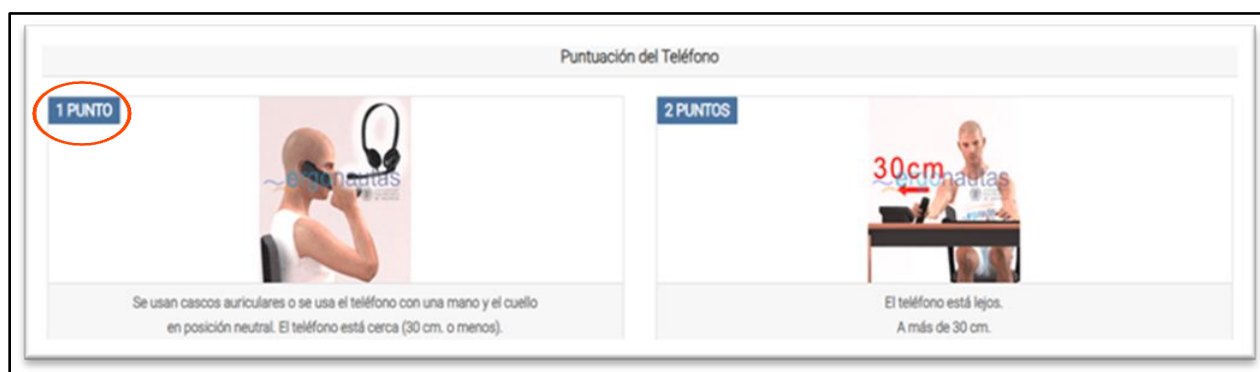 Puntuación del Teléfono
1 PUNTO
~ergonautas
Se usan cascos auriculares o se usa el teléfono con una mano y el cuello
en posición neutral. El teléfono está cerca (30 cm. o menos).
2 PUNTOS
30cm
~ergonautas
El teléfono está lejos.
A más de 30 cm.